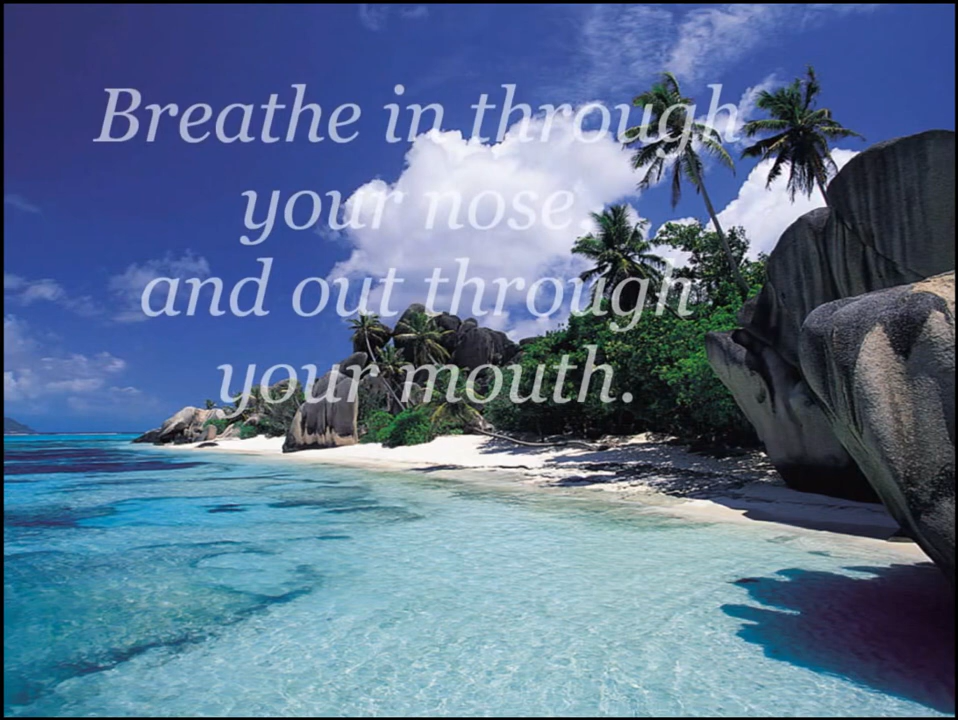 Breathe in through
your nose
and out through
your mouth.